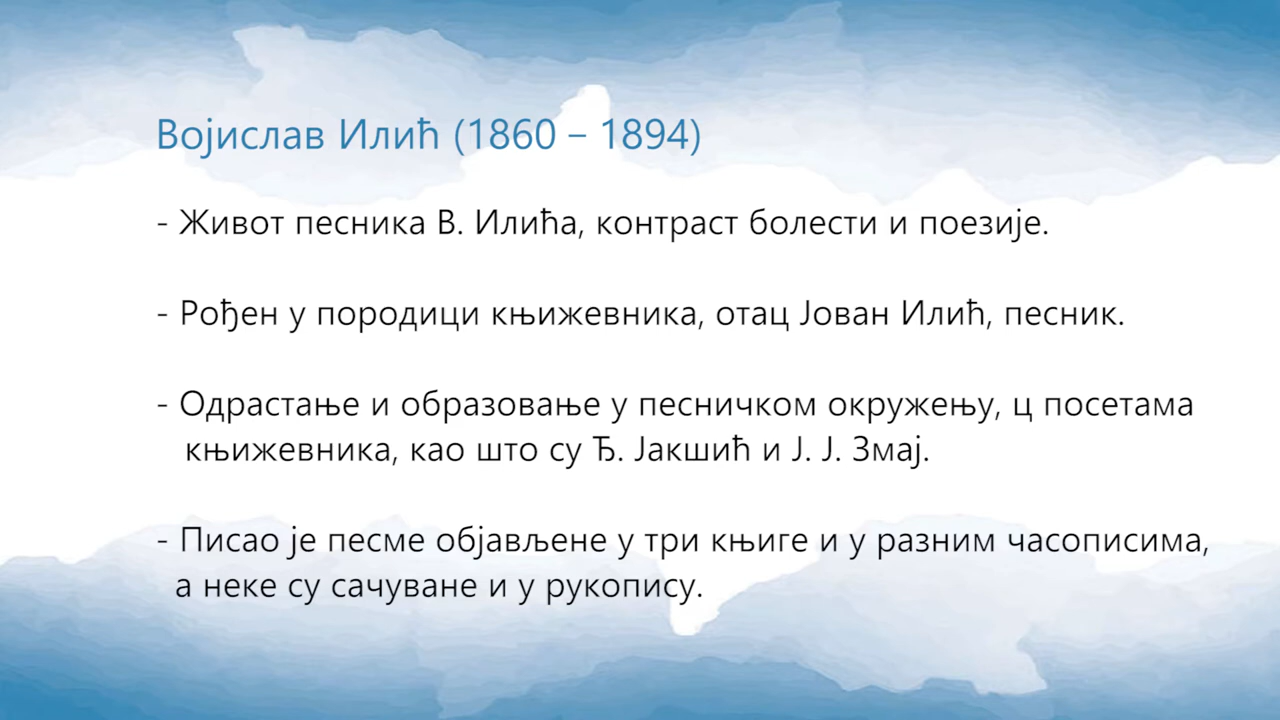 Војислав Илић (1860 – 1894)
- Живот песника В. Илића, контраст болести и поезије.
- Рођен у породици књижевника, отац Јован Илић, песник.
- Одрастање и образовање у песничком окружењу, ц посетама
књижевника, као што су Ђ. Јакшић и Ј. Ј. Змај.
- Писао је песме објављене у три књиге и у разним часописима,
а неке су сачуване и у рукопису.